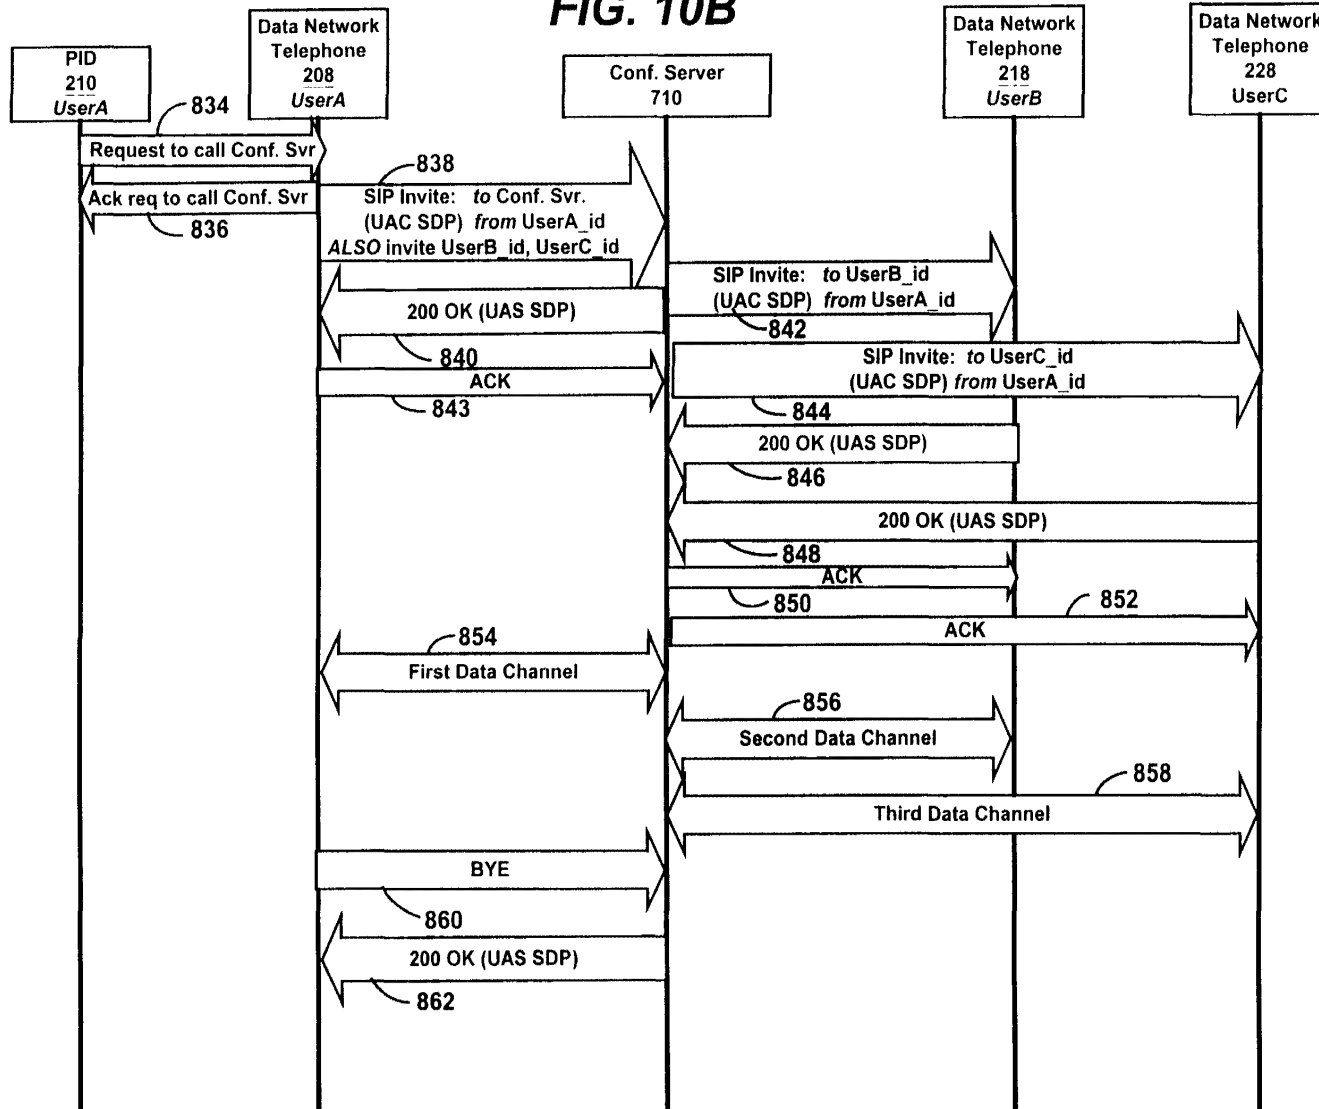 FIG. 10B
PID
210
UserA
Data Network
Telephone
208
UserA
Conf. Server
710
Data Network
Telephone
218
UserB
Data Network
Telephone
228
UserC
834
Request to call Conf. Svr
Ack req to call Conf. Svr
836
838
SIP Invite: to Conf. Svr.
(UAC SDP) from UserA_id
ALSO invite UserB_id, UserC_id
SIP Invite: to UserB_id
(UAC SDP) from UserA_id
842
200 OK (UAS SDP)
840
SIP Invite: to UserC_id
(UAC SDP) from UserA_id
844
ACK
843
200 OK (UAS SDP)
846
200 OK (UAS SDP)
848
ACK
850
852
ACK
854
First Data Channel
856
Second Data Channel
858
Third Data Channel
BYE
860
200 OK (UAS SDP)
862